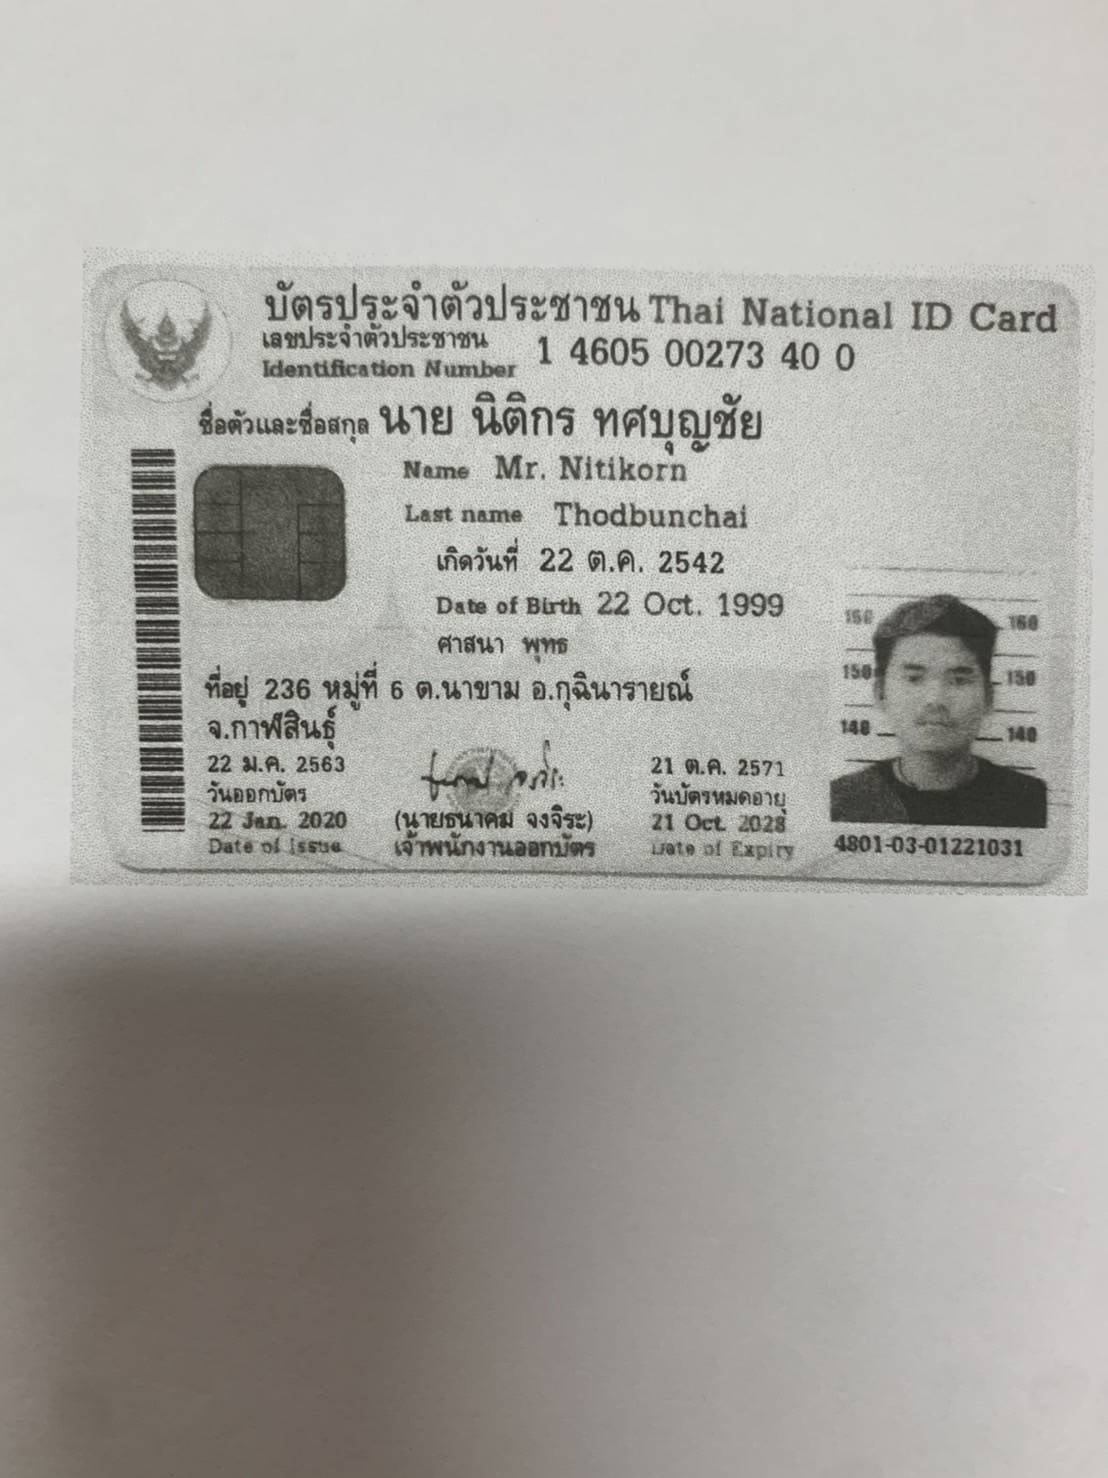 บัตรประจำตัวประชาชน Thai National ID Card
เลขประจำตัวประชาชน
Identification Number 1 4605 00273 40 0
ชื่อตัวและชื่อสกุล นาย นิติกร ทศบุญชัย
Name Mr. Nitikorn
Last name Thodbunchai
เกิดวันที่ 22 ต.ค. 2542
Date of Birth 22 Oct. 1999
ศาสนา พุทธ
ที่อยู่ 236 หมู่ที่ 6 ต.นาขาม อ.กุฉินารายณ์
จ.กาฬสินธุ์
22 ม.ค. 2563
วันออกบัตร
22 Jan. 2020
Date of Issue
(นายธนาคม จงจิระ)
เจ้าพนักงานออกบัตร
21 ต.ค. 2571
วันบัตรหมดอายุ
21 Oct. 2028
Date of Expiry
160 160
150 150
140 140
4801-03-01221031